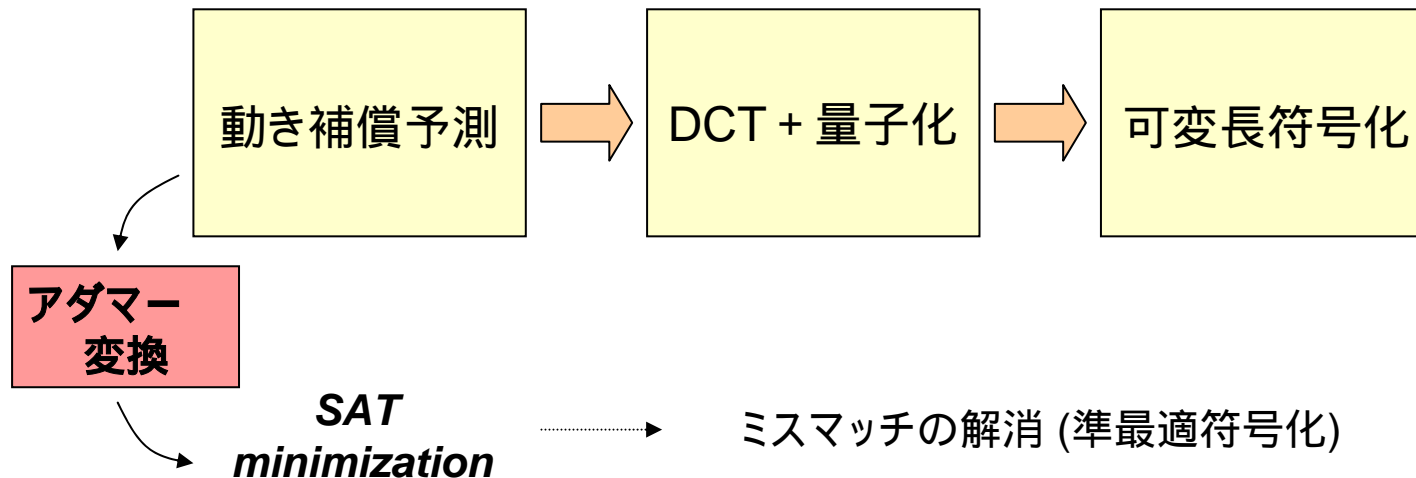 動き補償予測
DCT + 量子化
可変長符号化
アダマー
変換
SAT
minimization
ミスマッチの解消 (準最適符号化)